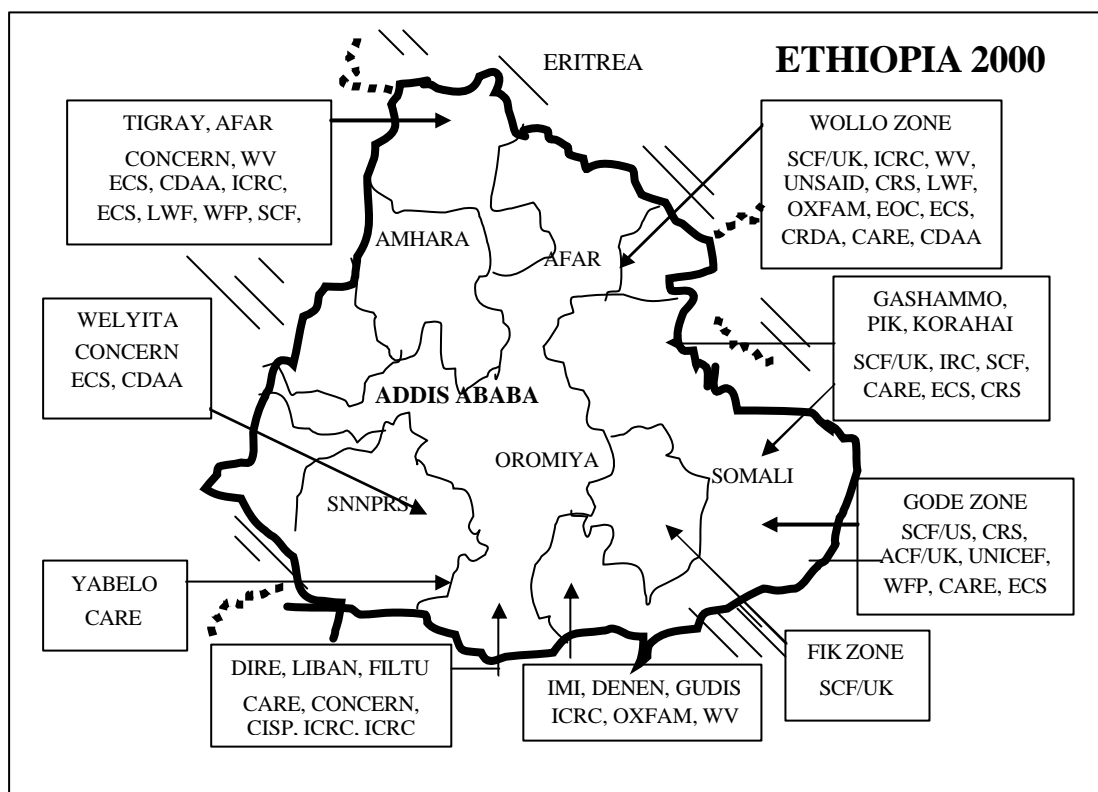 ETHIOPIA 2000
ERITREA
TIGRAY, AFAR
CONCERN, WV
ECS, CDAA, ICRC,
ECS, LWF, WFP, SCF,
WOLLO ZONE
SCF/UK, ICRC, WV,
UNSAID, CRS, LWF,
OXFAM, EOC, ECS,
CRDA, CARE, CDAA
AMHARA
AFAR
WELYITA
CONCERN
ECS, CDAA
GASHAMMO,
PIK, KORAHAI
SCF/UK, IRC, SCF,
CARE, ECS, CRS
ADDIS ABABA
OROMIYA
SOMALI
SNNPRS
GODE ZONE
SCF/US, CRS,
ACF/UK, UNICEF,
WFP, CARE, ECS
YABELO
CARE
DIRE, LIBAN, FILTU
CARE, CONCERN,
CISP, ICRC, ICRC
IMI, DENEN, GUDIS
ICRC, OXFAM, WV
FIK ZONE
SCF/UK